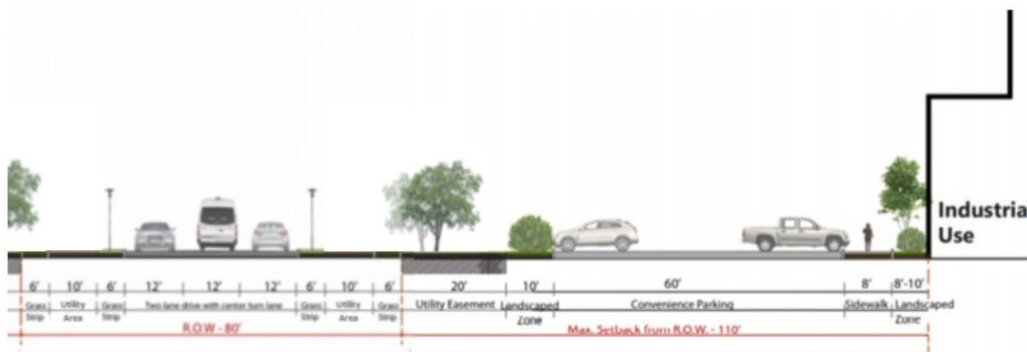 Industria
Use
6' 10' 6' 12' 12' 12' 6' 10' 6' 20' 10' 60' 8' 8'-10'
Grass Strip Utility Area Grass Strip Two lane drive with center turn lane Grass Strip Utility Area Grass Strip Utility Easement Landscaped Zone Convenience Parking Sidewalk Landscaped Zone
R.O.W - 80' Max. Setback from R.O.W. - 110'